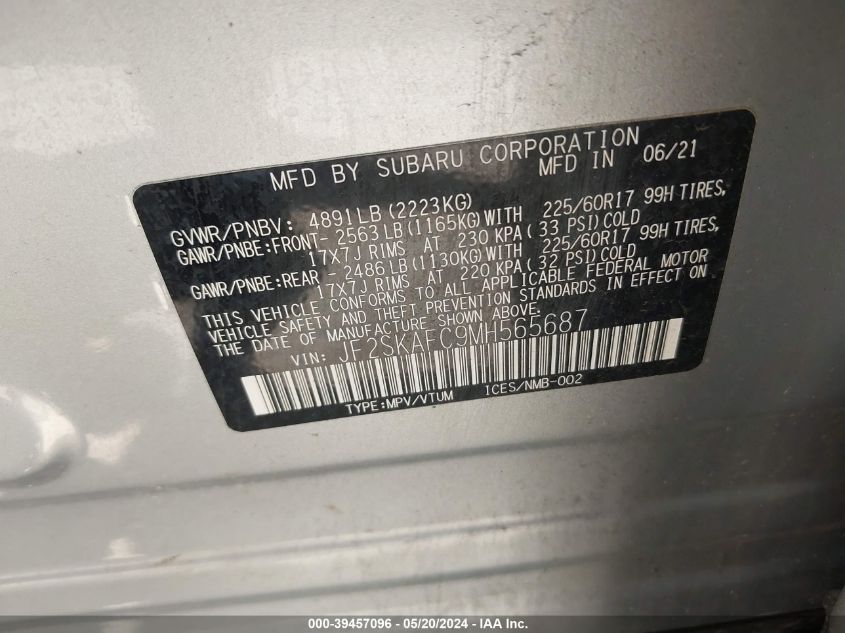 MFD BY SUBARU CORPORATION
MFD IN 06/21
GVWR/PNBV: 4891LB(2223KG)
GAWR/PNBE:FRONT- 2563LB(1165KG)WITH 225/60R17 99H TIRES,
17X7J RIMS AT 230 KPA(33 PSI)COLD
GAWR/PNBE:REAR - 2486LB(1130KG)WITH 225/60R17 99H TIRES,
17X7J RIMS AT 220 KPA(32 PSI)COLD
THIS VEHICLE CONFORMS TO ALL APPLICABLE FEDERAL MOTOR
VEHICLE SAFETY AND THEFT PREVENTION STANDARDS IN EFFECT ON
THE DATE OF MANUFACTURE SHOWN ABOVE.
VIN: JF2SKAFC9MH565687
TYPE:MPV/VTUM ICES/NMB-002
000-39457096 - 05/20/2024 - IAA Inc.